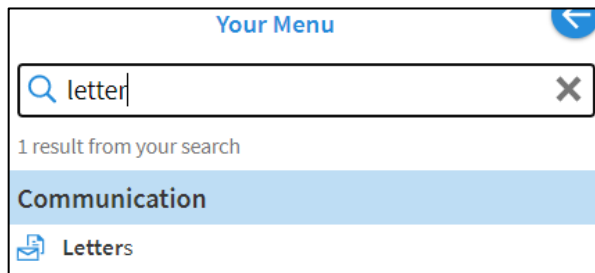 Your Menu
letter
1 result from your search
Communication
Letters